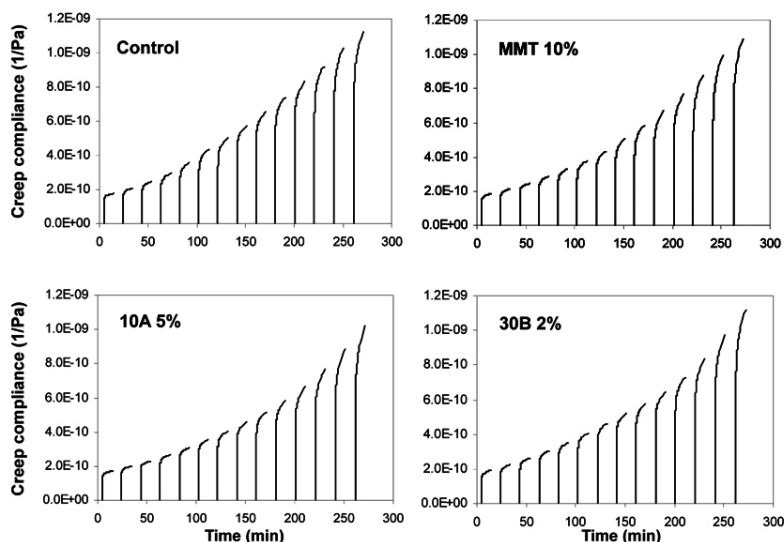 Control
Creep compliance (1/Pa)
1.2E-09
1.0E-09
8.0E-10
6.0E-10
4.0E-10
2.0E-10
0.0E+00
0 50 100 150 200 250 300
MMT 10%
1.2E-09
1.0E-09
8.0E-10
6.0E-10
4.0E-10
2.0E-10
0.0E+00
0 50 100 150 200 250 300
10A 5%
Creep compliance (1/Pa)
1.2E-09
1.0E-09
8.0E-10
6.0E-10
4.0E-10
2.0E-10
0.0E+00
0 50 100 150 200 250 300
Time (min)
30B 2%
1.2E-09
1.0E-09
8.0E-10
6.0E-10
4.0E-10
2.0E-10
0.0E+00
0 50 100 150 200 250 300
Time (min)